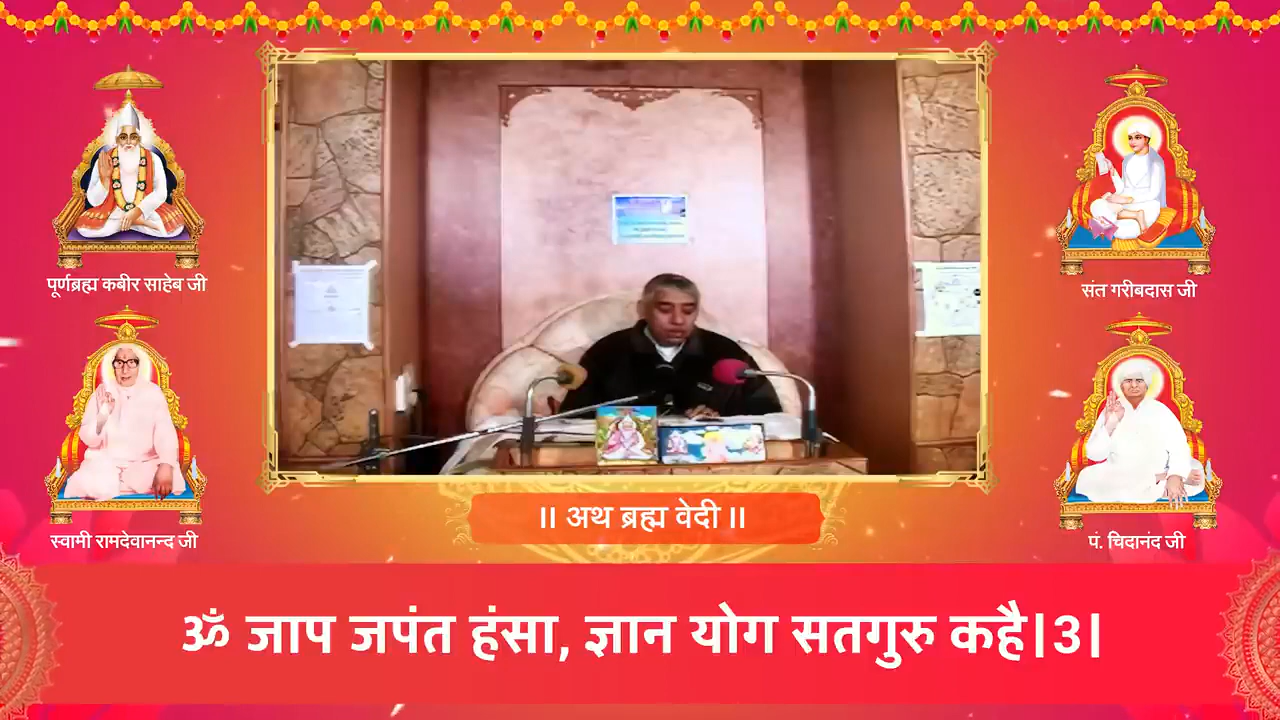 पूर्णब्रह्म कबीर साहेब जी
संत गरीबदास जी
स्वामी रामदेवानन्द जी
पं. चिदानंद जी
॥ अथ ब्रह्म वेदी ॥
ॐ जाप जपंत हंसा, ज्ञान योग सतगुरु कहै|3|